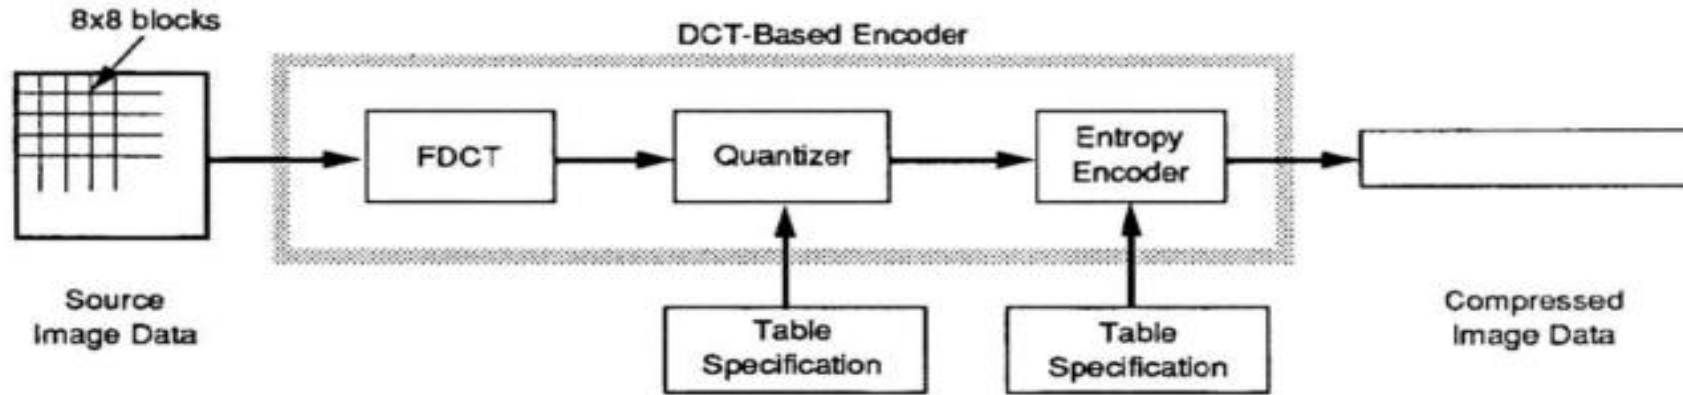 8x8 blocks
DCT-Based Encoder
FDCT
Quantizer
Entropy
Encoder
Source
Image Data
Table
Specification
Table
Specification
Compressed
Image Data